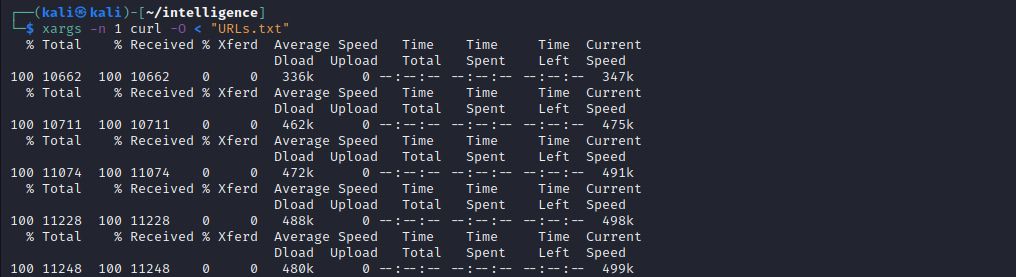 ┌──(kali㉿kali)-[~/intelligence]
└─$ xargs -n 1 curl -O < "URLs.txt"
  % Total    % Received % Xferd  Average Speed   Time    Time     Time  Current
                                 Dload  Upload   Total   Spent    Left  Speed
100 10662  100 10662    0     0   336k      0 --:--:-- --:--:-- --:--:--  347k
  % Total    % Received % Xferd  Average Speed   Time    Time     Time  Current
                                 Dload  Upload   Total   Spent    Left  Speed
100 10711  100 10711    0     0   462k      0 --:--:-- --:--:-- --:--:--  475k
  % Total    % Received % Xferd  Average Speed   Time    Time     Time  Current
                                 Dload  Upload   Total   Spent    Left  Speed
100 11074  100 11074    0     0   472k      0 --:--:-- --:--:-- --:--:--  491k
  % Total    % Received % Xferd  Average Speed   Time    Time     Time  Current
                                 Dload  Upload   Total   Spent    Left  Speed
100 11228  100 11228    0     0   488k      0 --:--:-- --:--:-- --:--:--  498k
  % Total    % Received % Xferd  Average Speed   Time    Time     Time  Current
                                 Dload  Upload   Total   Spent    Left  Speed
100 11248  100 11248    0     0   480k      0 --:--:-- --:--:-- --:--:--  499k